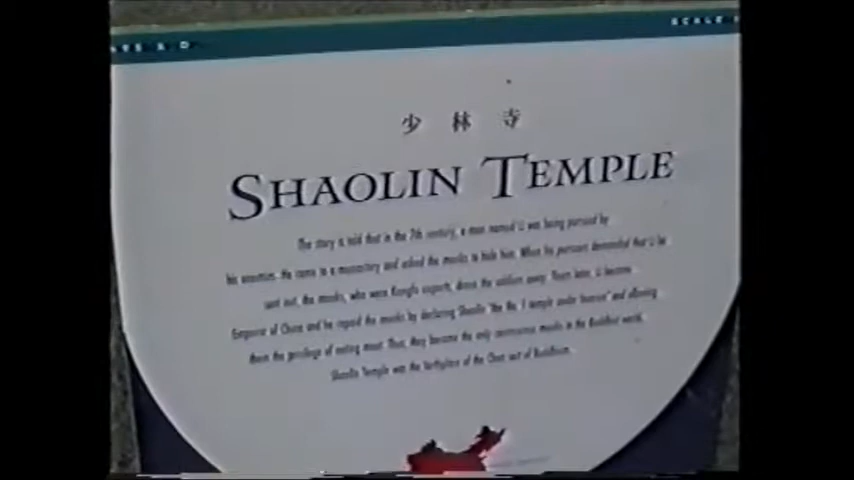 SCALE
少林寺
SHAOLIN TEMPLE
The story is told that in the 7th century, a man named Li was being pursued by
his enemies. He came to a monastery and asked the monks to hide him. When his pursuers demanded that Li be
sent out, the monks, who were Kungfu experts, drove the soldiers away. Years later, Li became
Emperor of China and he repaid the monks by declaring Shaolin "the No. 1 temple under heaven" and allowing
them the privilege of eating meat. Thus, they became the only carnivorous monks in the Buddhist world.
Shaolin Temple was the birthplace of the Chan sect of Buddhism.